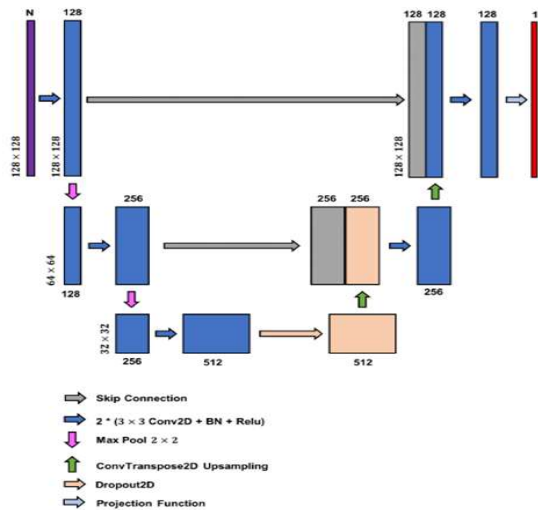 N 128 128 128 128 1
128 × 128 128 × 128 128 × 128
256 256 256
64 × 64
128 256
32 × 32
256 512 512
Skip Connection
2 * (3 × 3 Conv2D + BN + Relu)
Max Pool 2 × 2
ConvTranspose2D Upsampling
Dropout2D
Projection Function